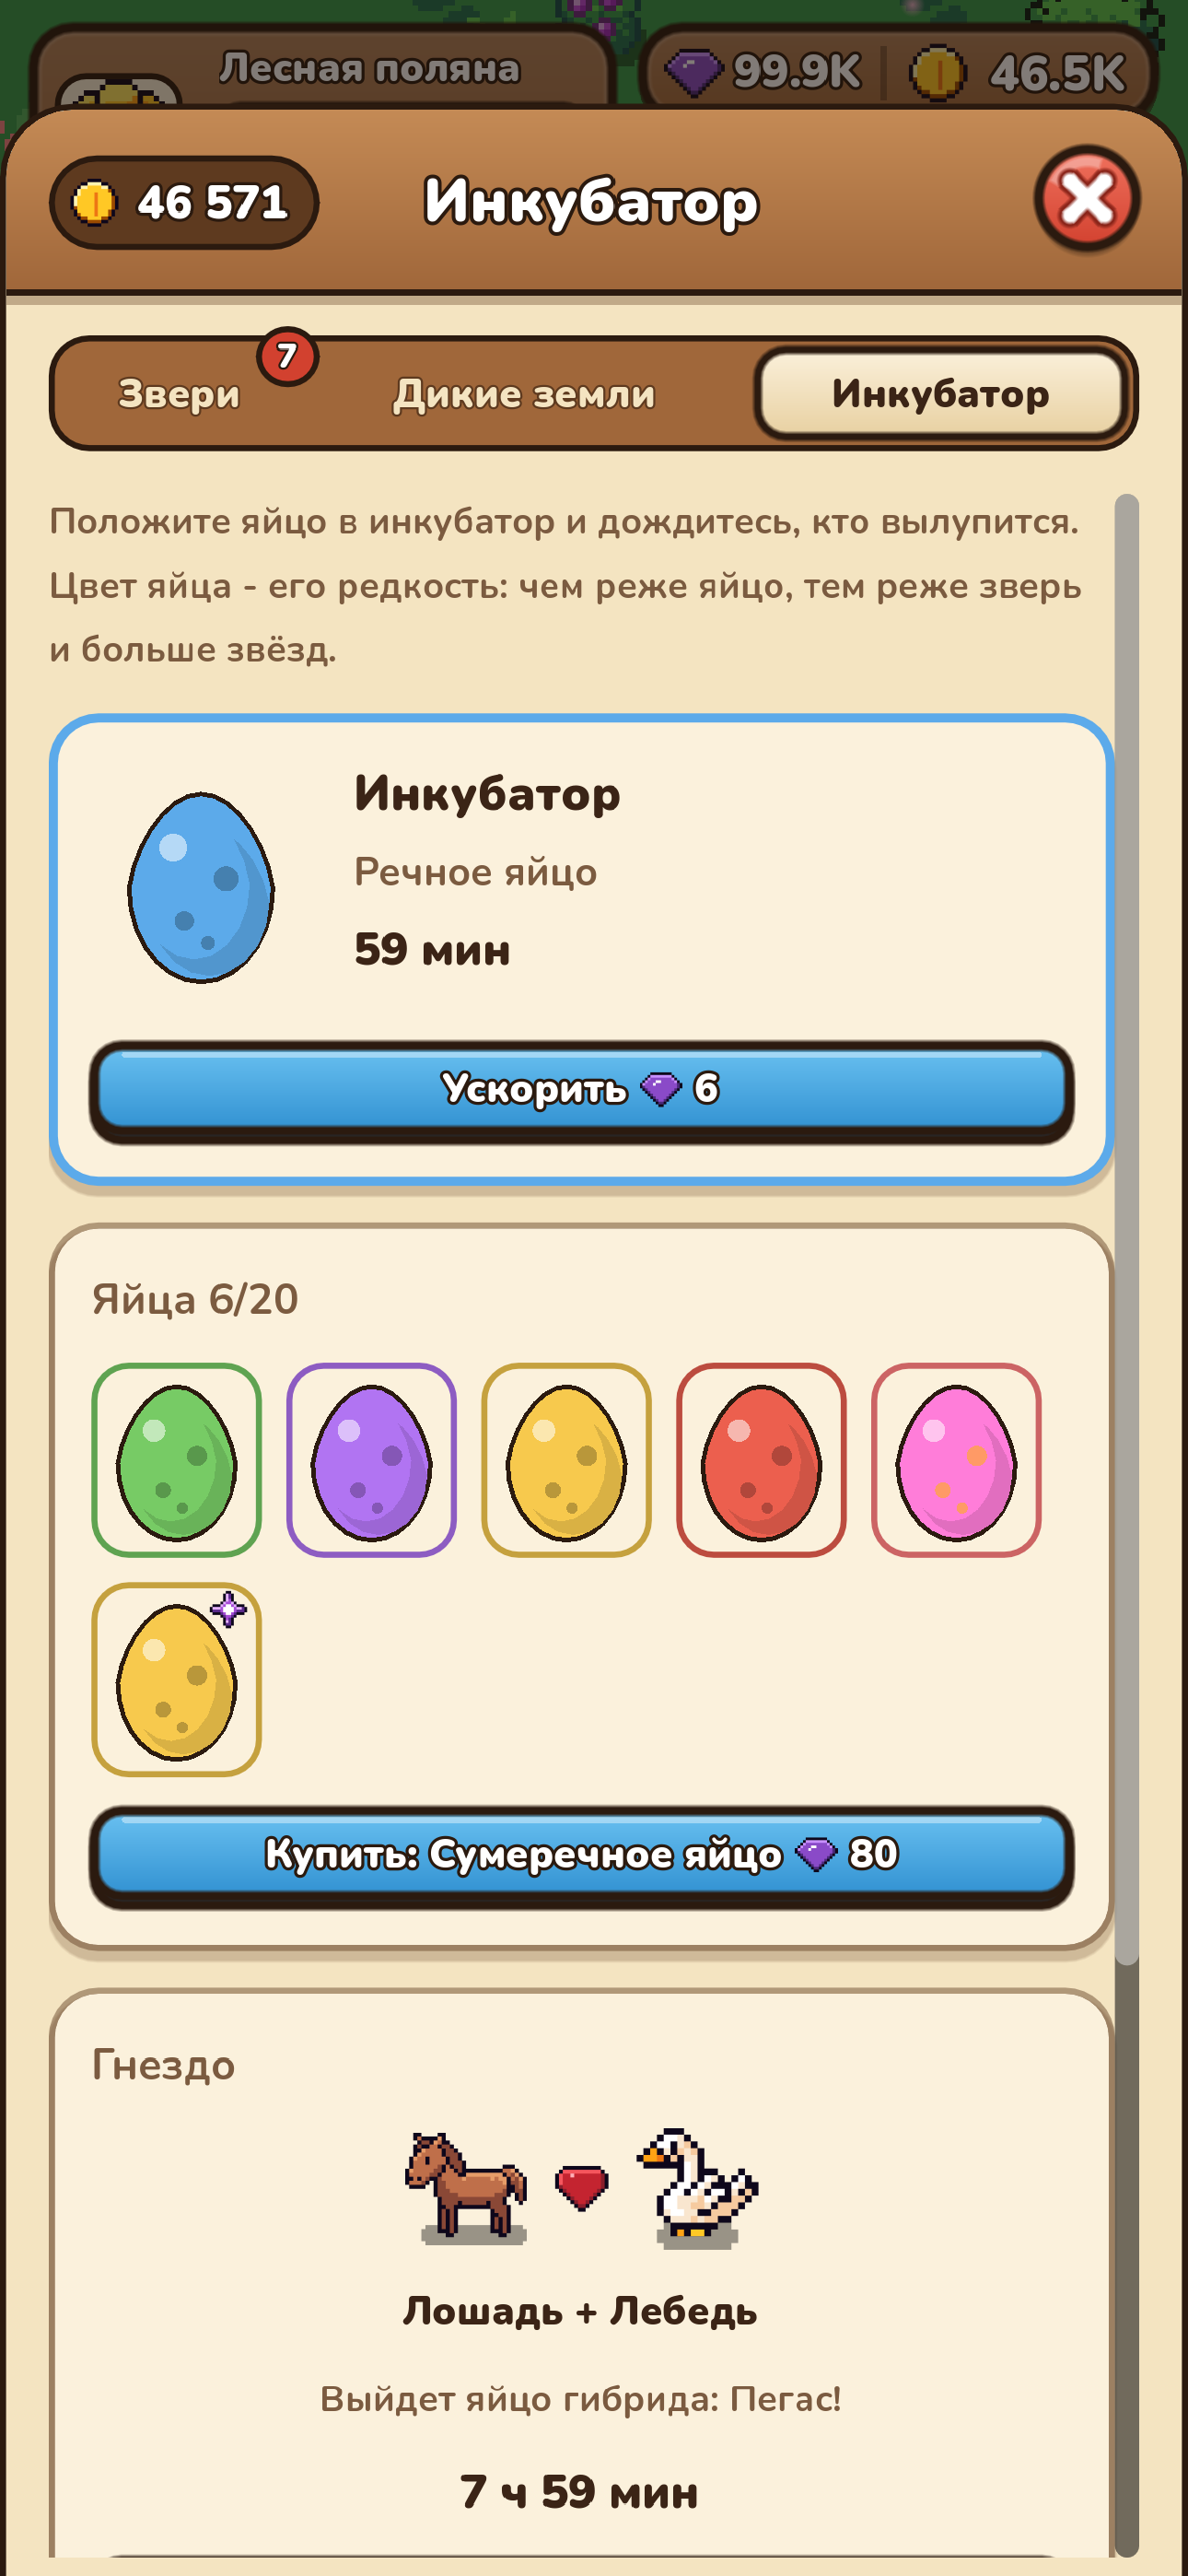 Лесная поляна
99.9K
46.5K
46 571
Инкубатор
Звери
7
Дикие земли
Инкубатор
Положите яйцо в инкубатор и дождитесь, кто вылупится.
Цвет яйца - его редкость: чем реже яйцо, тем реже зверь
и больше звёзд.
Инкубатор
Речное яйцо
59 мин
Ускорить 6
Яйца 6/20
Купить: Сумеречное яйцо 80
Гнездо
Лошадь + Лебедь
Выйдет яйцо гибрида: Пегас!
7 ч 59 мин